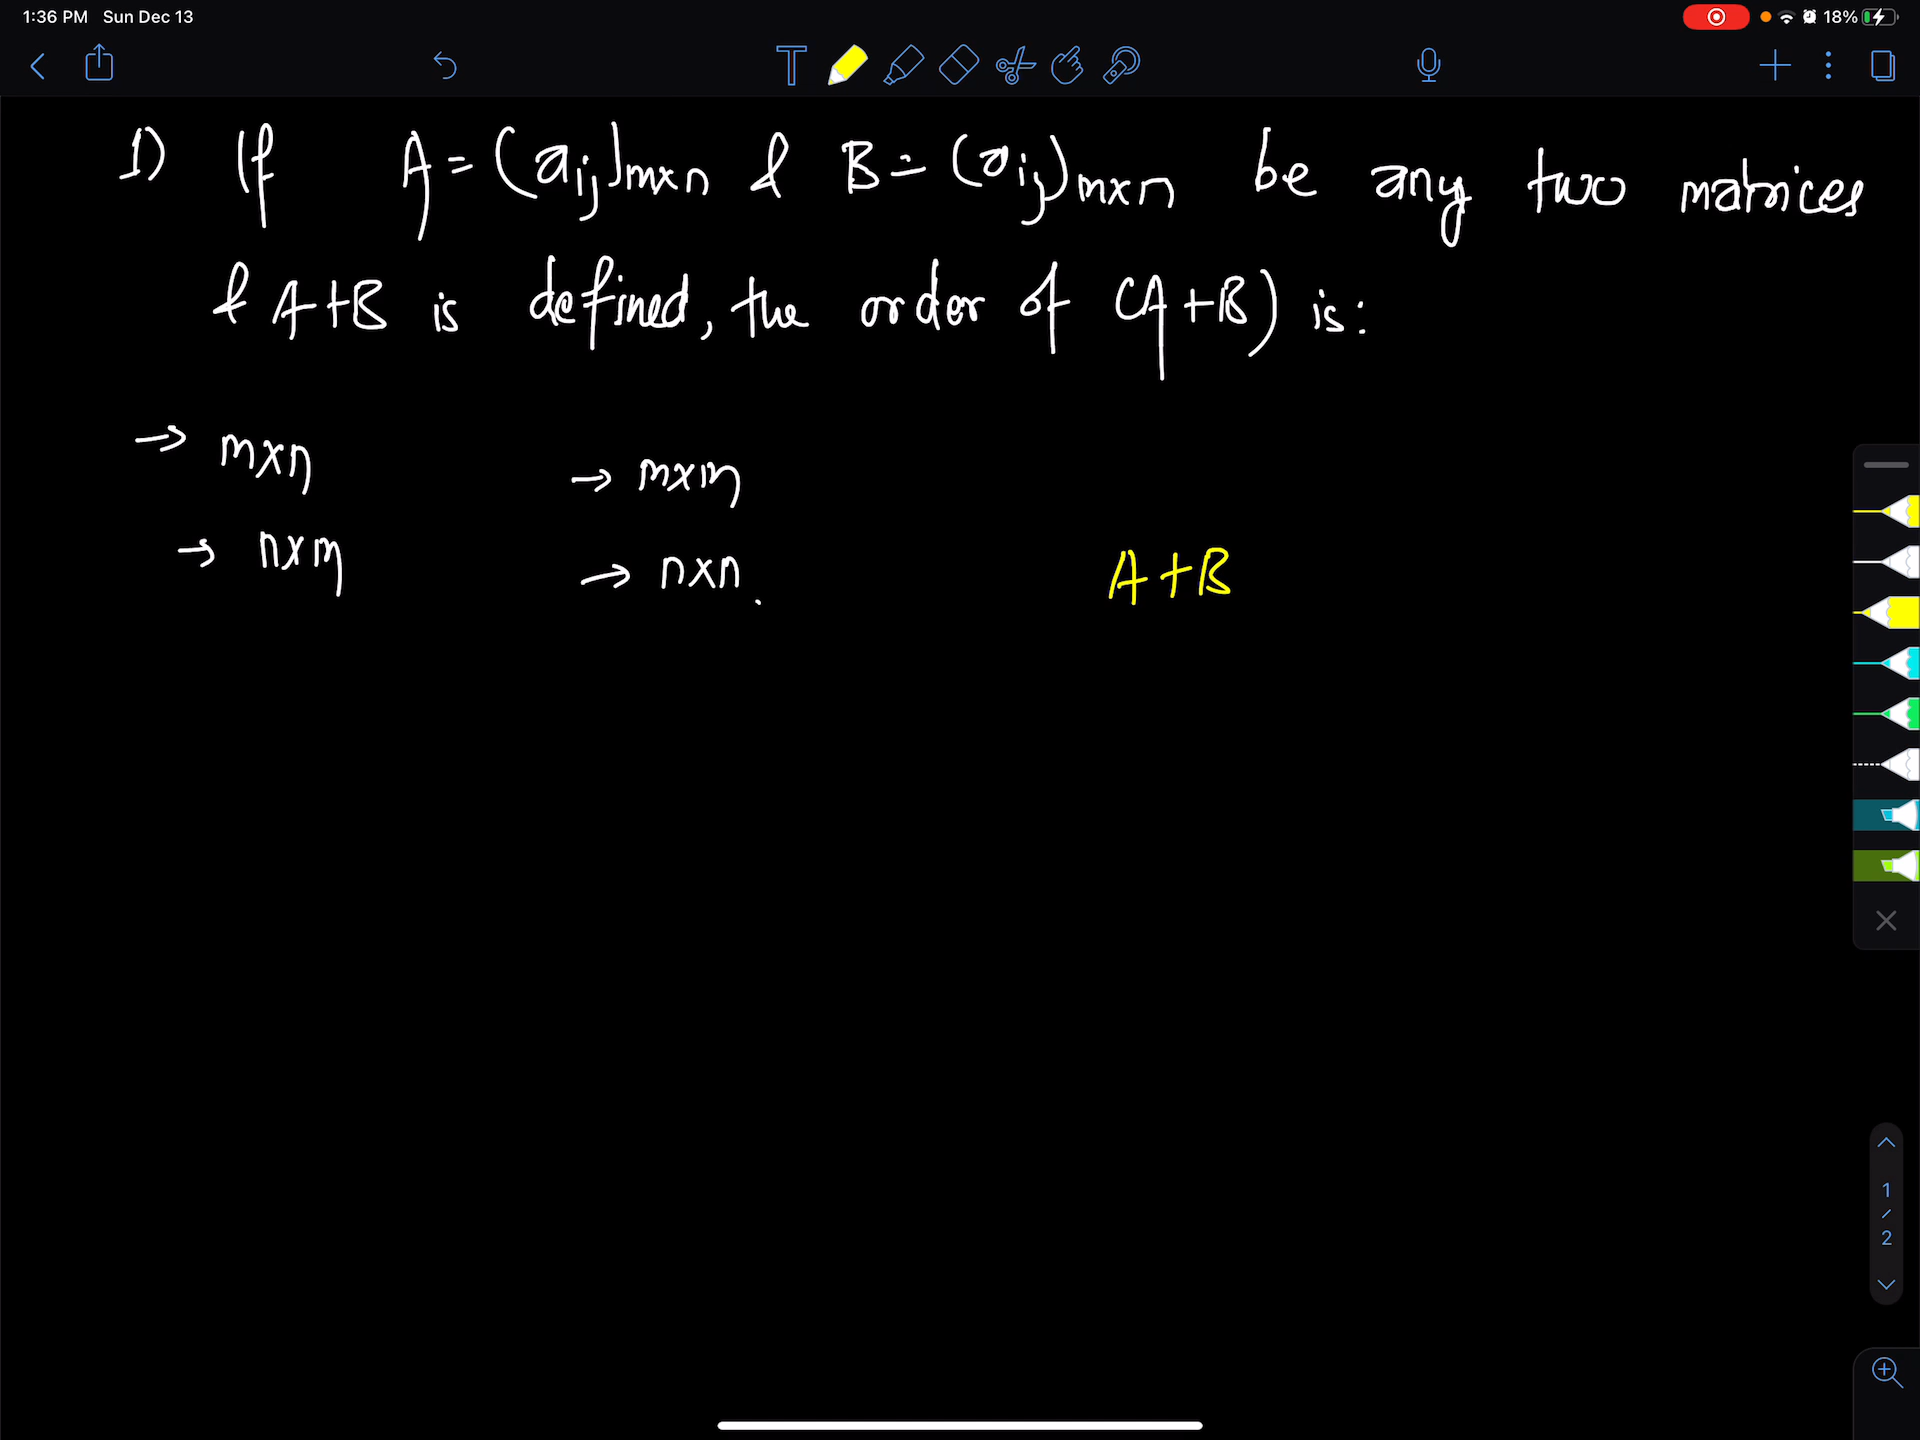 1:36 PM Sun Dec 13
18%
1) If A = (aij)mxn & B = (aij)mxn be any two matrices
& A+B is defined, the order of (A+B) is:
→ mxn → mxm
→ nxm → nxn.
A+B
1
/
2